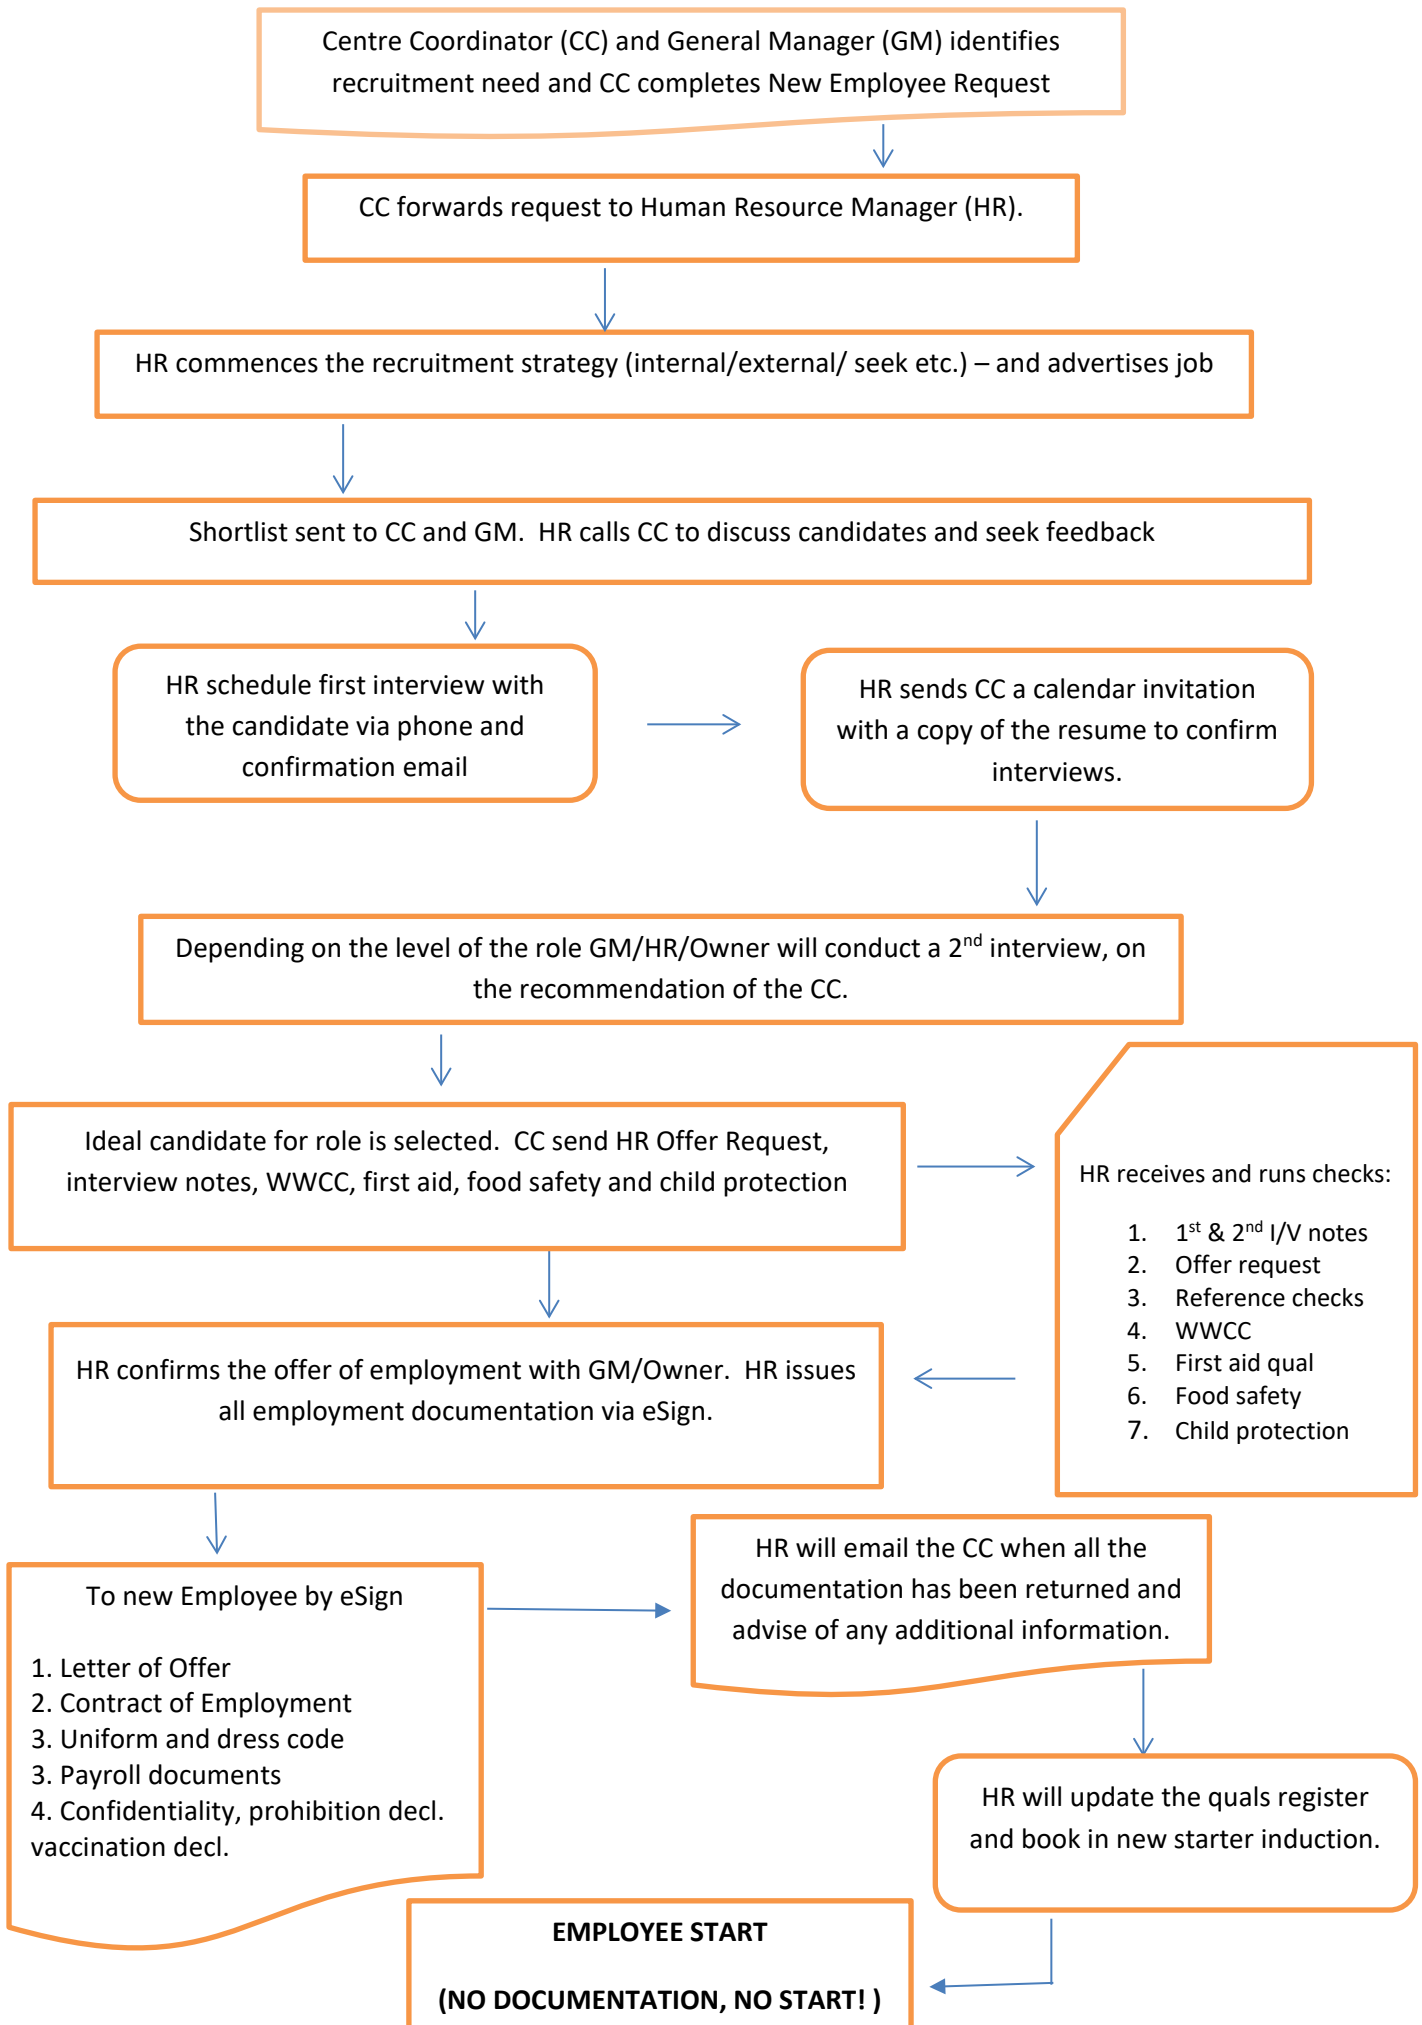 Centre Coordinator (CC) and General Manager (GM) identifies
recruitment need and CC completes New Employee Request
CC forwards request to Human Resource Manager (HR).
HR commences the recruitment strategy (internal/external/ seek etc.) – and advertises job
Shortlist sent to CC and GM.  HR calls CC to discuss candidates and seek feedback
HR schedule first interview with
the candidate via phone and
confirmation email
HR sends CC a calendar invitation
with a copy of the resume to confirm
interviews.
Depending on the level of the role GM/HR/Owner will conduct a 2nd interview, on
the recommendation of the CC.
Ideal candidate for role is selected.  CC send HR Offer Request,
interview notes, WWCC, first aid, food safety and child protection
HR receives and runs checks:
1. 1st & 2nd I/V notes
2. Offer request
3. Reference checks
4. WWCC
5. First aid qual
6. Food safety
7. Child protection
HR confirms the offer of employment with GM/Owner.  HR issues
all employment documentation via eSign.
To new Employee by eSign
1. Letter of Offer
2. Contract of Employment
3. Uniform and dress code
3. Payroll documents
4. Confidentiality, prohibition decl.
vaccination decl.
HR will email the CC when all the
documentation has been returned and
advise of any additional information.
HR will update the quals register
and book in new starter induction.
EMPLOYEE START
(NO DOCUMENTATION, NO START! )